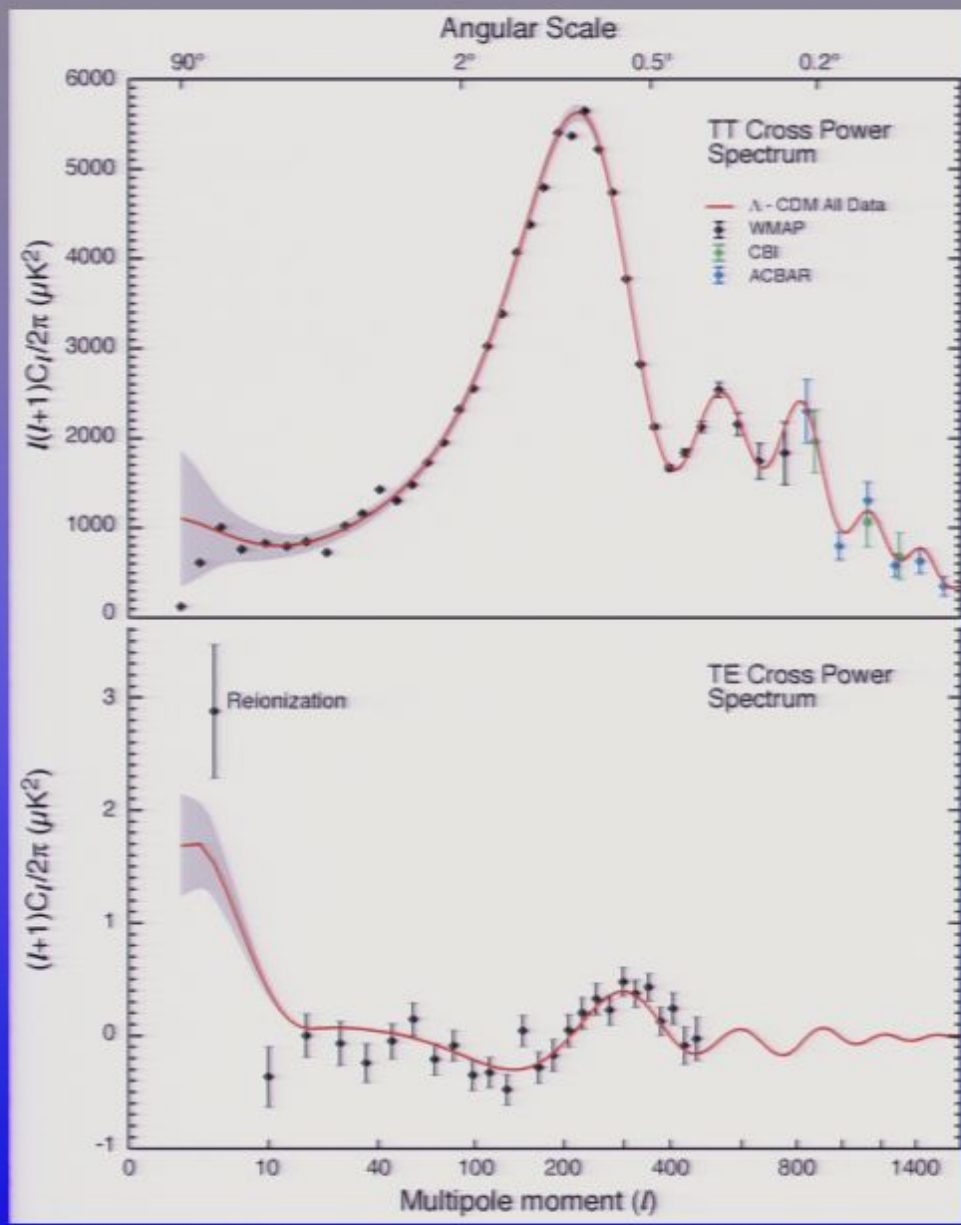 Angular Scale
90° 2° 0.5° 0.2°
6000
5000
4000
3000
2000
1000
0
l(l+1)Cl/2π (μK²)
TT Cross Power
Spectrum
Λ - CDM All Data
WMAP
CBI
ACBAR
TE Cross Power
Spectrum
Reionization
3
2
1
0
-1
(l+1)Cl/2π (μK²)
0 10 40 100 200 400 800 1400
Multipole moment (l)